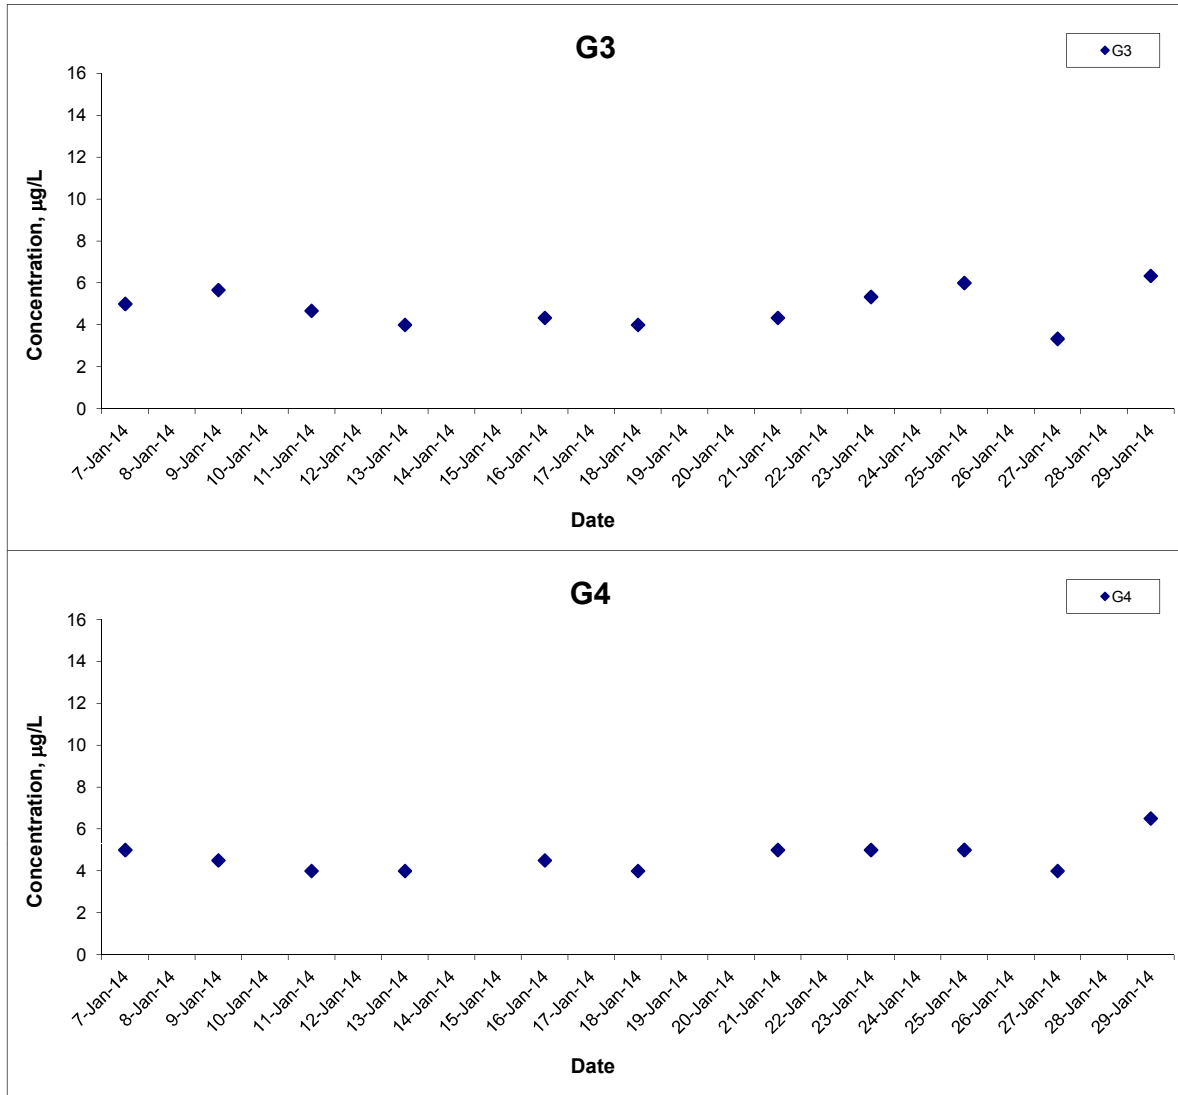 G3
G3
16
14
12
10
8
6
4
2
0
Concentration, µg/L
7-Jan-14
8-Jan-14
9-Jan-14
10-Jan-14
11-Jan-14
12-Jan-14
13-Jan-14
14-Jan-14
15-Jan-14
16-Jan-14
17-Jan-14
18-Jan-14
19-Jan-14
20-Jan-14
21-Jan-14
22-Jan-14
23-Jan-14
24-Jan-14
25-Jan-14
26-Jan-14
27-Jan-14
28-Jan-14
29-Jan-14
Date
G4
G4
16
14
12
10
8
6
4
2
0
Concentration, µg/L
7-Jan-14
8-Jan-14
9-Jan-14
10-Jan-14
11-Jan-14
12-Jan-14
13-Jan-14
14-Jan-14
15-Jan-14
16-Jan-14
17-Jan-14
18-Jan-14
19-Jan-14
20-Jan-14
21-Jan-14
22-Jan-14
23-Jan-14
24-Jan-14
25-Jan-14
26-Jan-14
27-Jan-14
28-Jan-14
29-Jan-14
Date